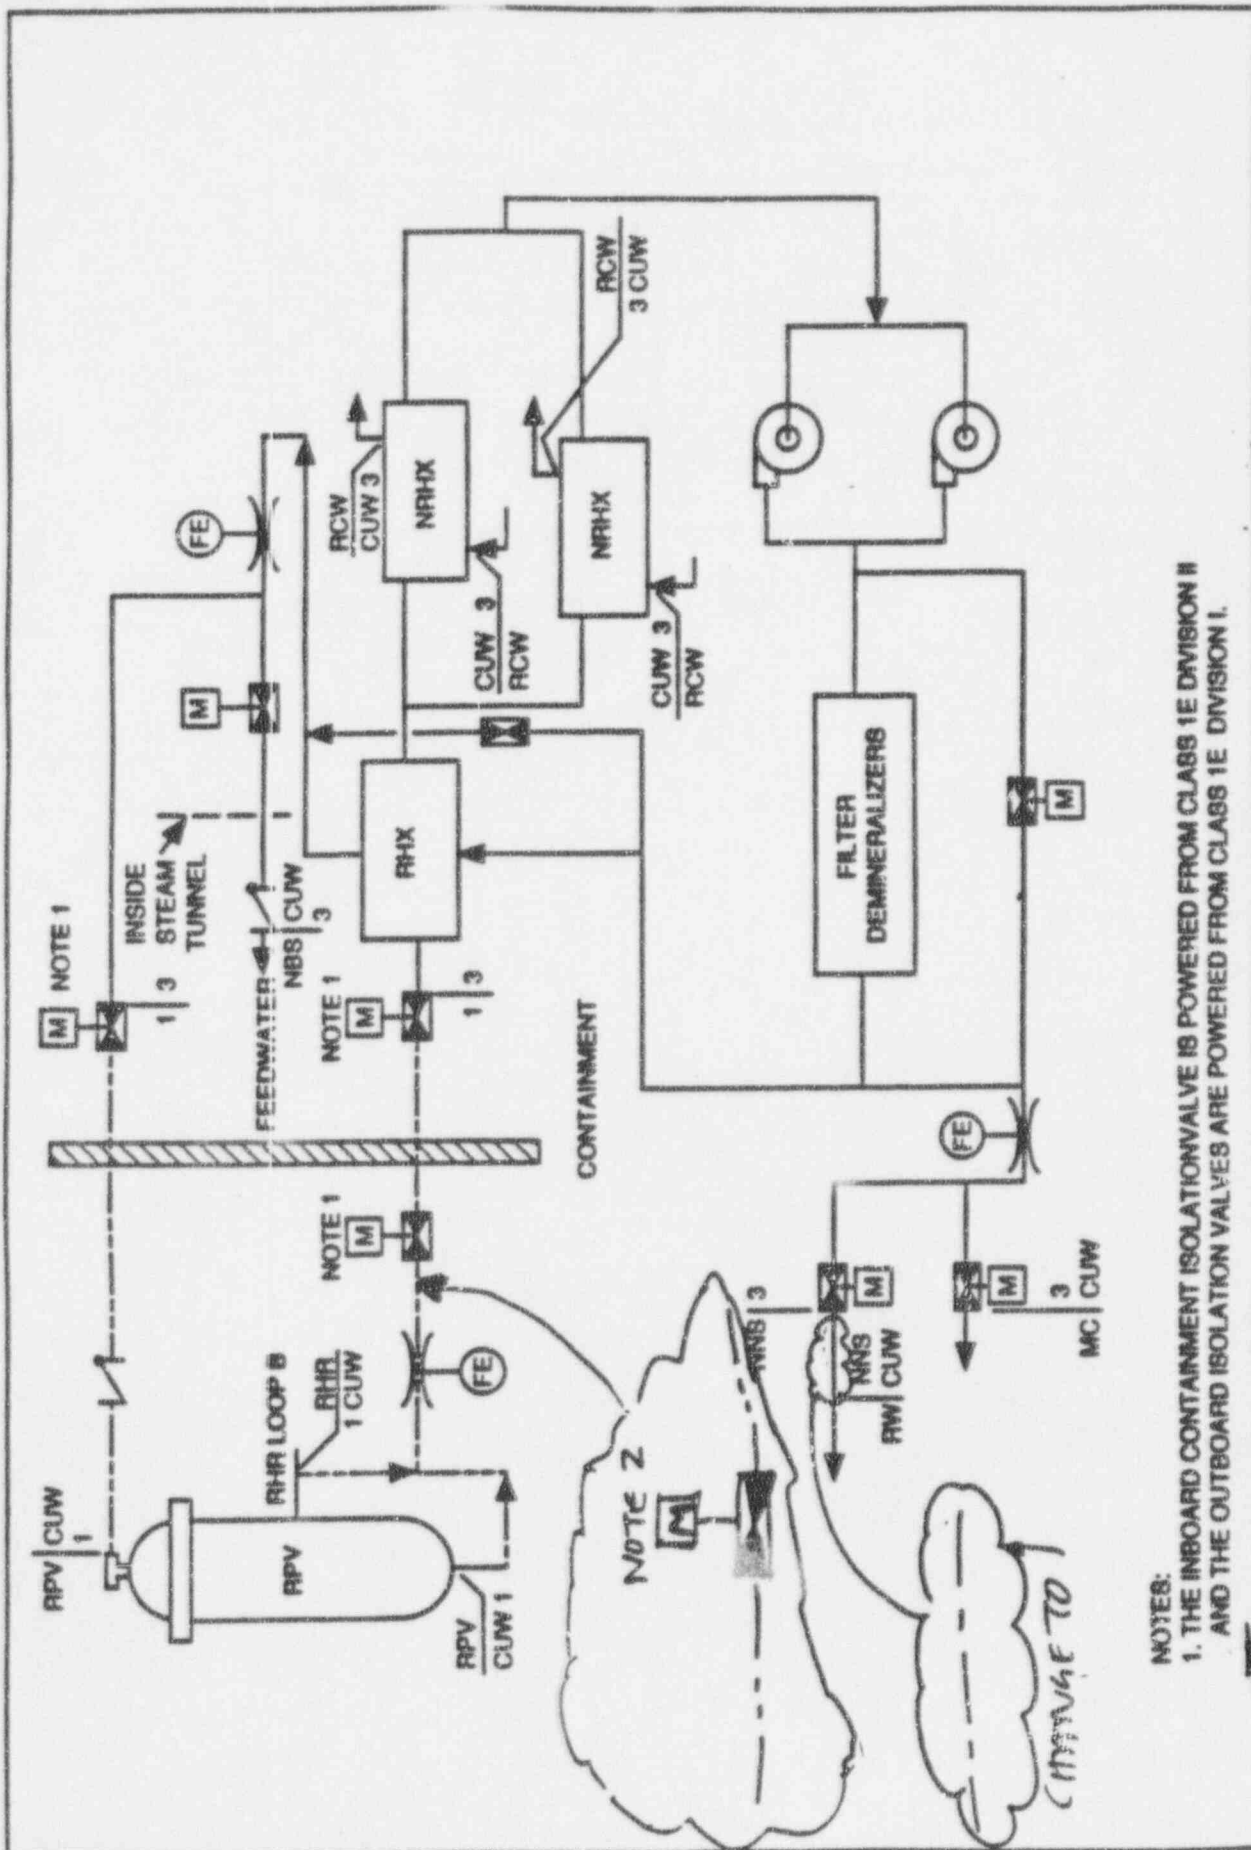 RPV | CUW
1
RPV
RPV
CUW 1
RHR LOOP B
RHR
1 CUW
FE
M
NOTE 1
CONTAINMENT
M
NOTE 1
1 | 3
M
NOTE 1
1 | 3
INSIDE
STEAM
TUNNEL
FEEDWATER
NBS | CUW
3
M
FE
RHX
NRHX
RCW
CUW 3
CUW 3
RCW
NRHX
RCW
3 CUW
CUW 3
RCW
FILTER
DEMINERALIZERS
M
FE
NNS | 3
M
NNS
RW | CUW
M
3
MC | CUW
NOTE 2
M
CHANGE TO
NOTES:
1. THE INBOARD CONTAINMENT ISOLATIONVALVE IS POWERED FROM CLASS 1E DIVISION II
AND THE OUTBOARD ISOLATION VALVES ARE POWERED FROM CLASS 1E DIVISION I.